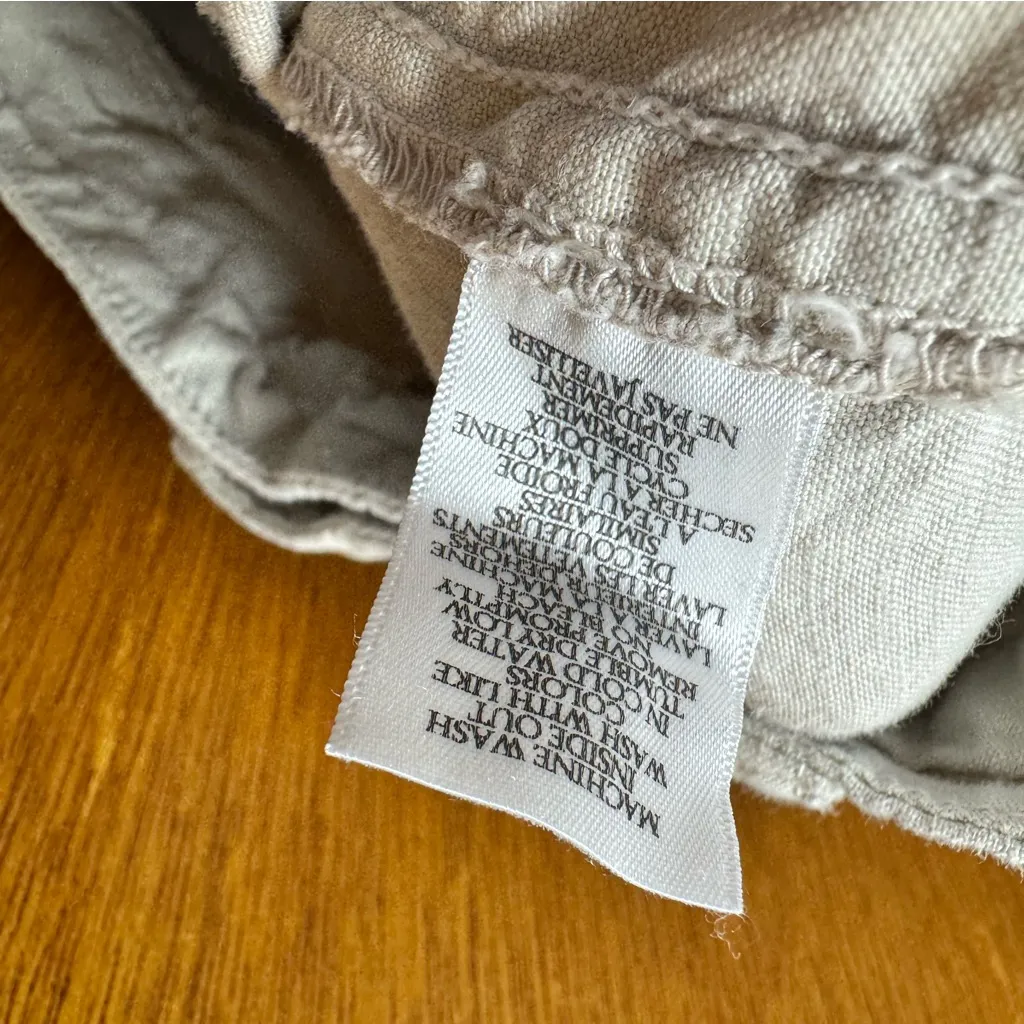 MACHINE WASH
INSIDE OUT
WASH WITH LIKE
COLORS
IN COLD WATER
TUMBLE DRY LOW
REMOVE PROMPTLY
NO BLEACH
LAVER A LA MACHINE
INTERIEUR DEHORS
LAVER LES VETEMENTS
DE COULEURS
SIMILAIRES
A L'EAU FROIDE
SECHER A LA MACHINE
CYCLE DOUX
SUPPRIMER
RAPIDEMENT
NE PAS JAVELLISER